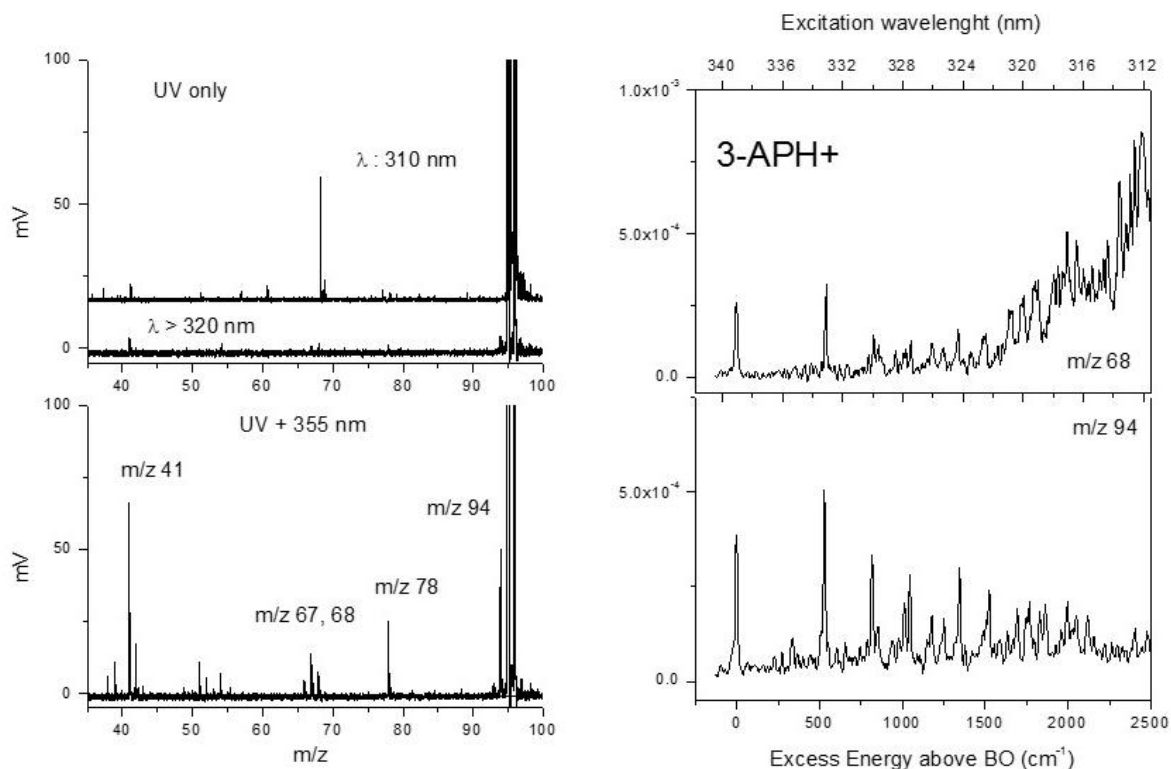 100
50
0
mV
UV only
λ : 310 nm
λ > 320 nm
40 50 60 70 80 90 100
100
50
0
mV
UV + 355 nm
m/z 41
m/z 94
m/z 78
m/z 67, 68
40 50 60 70 80 90 100
m/z
Excitation wavelenght (nm)
340 336 332 328 324 320 316 312
1.0x10⁻³
5.0x10⁻⁴
0.0
3-APH+
m/z 68
5.0x10⁻⁴
0.0
m/z 94
0 500 1000 1500 2000 2500
Excess Energy above BO (cm⁻¹)